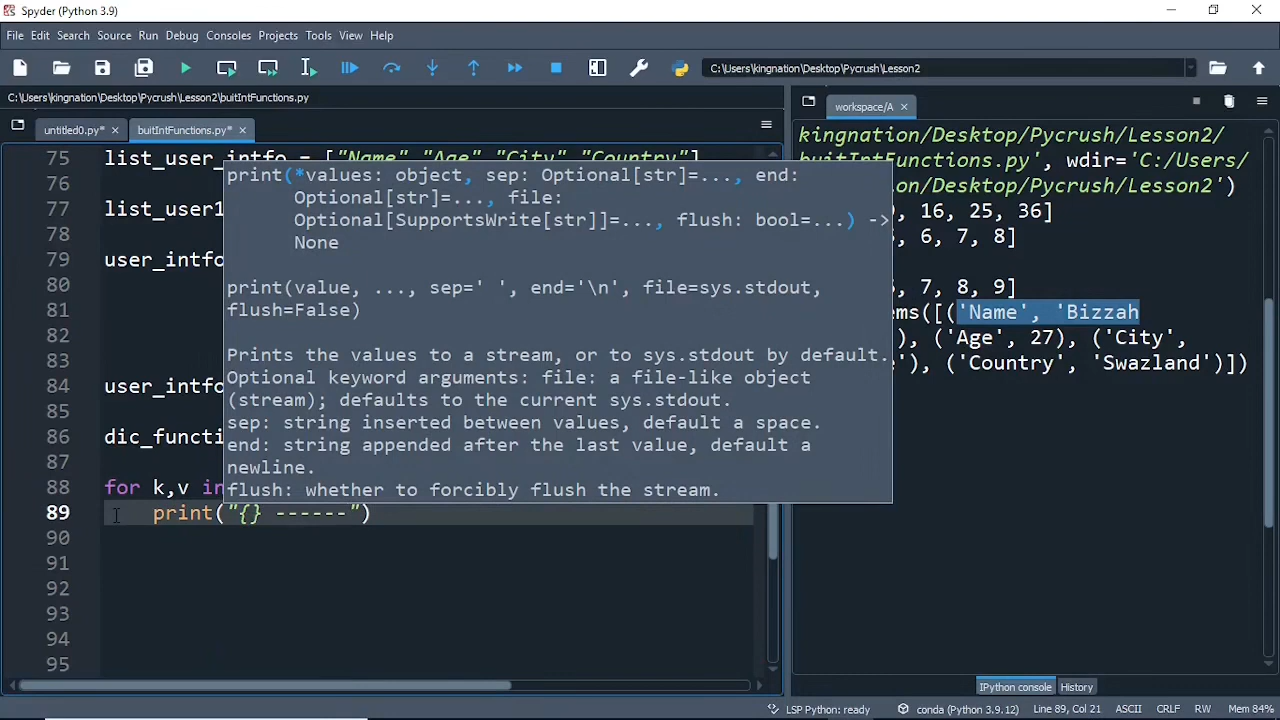 Spyder (Python 3.9)
File Edit Search Source Run Debug Consoles Projects Tools View Help
C:\Users\kingnation\Desktop\Pycrush\Lesson2
C:\Users\kingnation\Desktop\Pycrush\Lesson2\buitIntFunctions.py
untitled0.py*
buitIntFunctions.py*
75 list_user_intfo = ["Name","Age","City","Country"]
76
77 list_user1
78
79 user_intfo
80
81
82
83
84 user_intfo
85
86 dic_functi
87
88 for k,v in
89 print("{} ------")
90
91
92
93
94
95
print(*values: object, sep: Optional[str]=..., end:
Optional[str]=..., file:
Optional[SupportsWrite[str]]=..., flush: bool=...) ->
None
print(value, ..., sep=' ', end='\n', file=sys.stdout,
flush=False)
Prints the values to a stream, or to sys.stdout by default.
Optional keyword arguments: file: a file-like object
(stream); defaults to the current sys.stdout.
sep: string inserted between values, default a space.
end: string appended after the last value, default a
newline.
flush: whether to forcibly flush the stream.
workspace/A
kingnation/Desktop/Pycrush/Lesson2/
buitIntFunctions.py', wdir='C:/Users/
on/Desktop/Pycrush/Lesson2')
, 16, 25, 36]
, 6, 7, 8]
, 7, 8, 9]
ems([('Name', 'Bizzah
), ('Age', 27), ('City',
e'), ('Country', 'Swazland')])
IPython console History
LSP Python: ready conda (Python 3.9.12) Line 89, Col 21 ASCII CRLF RW Mem 84%